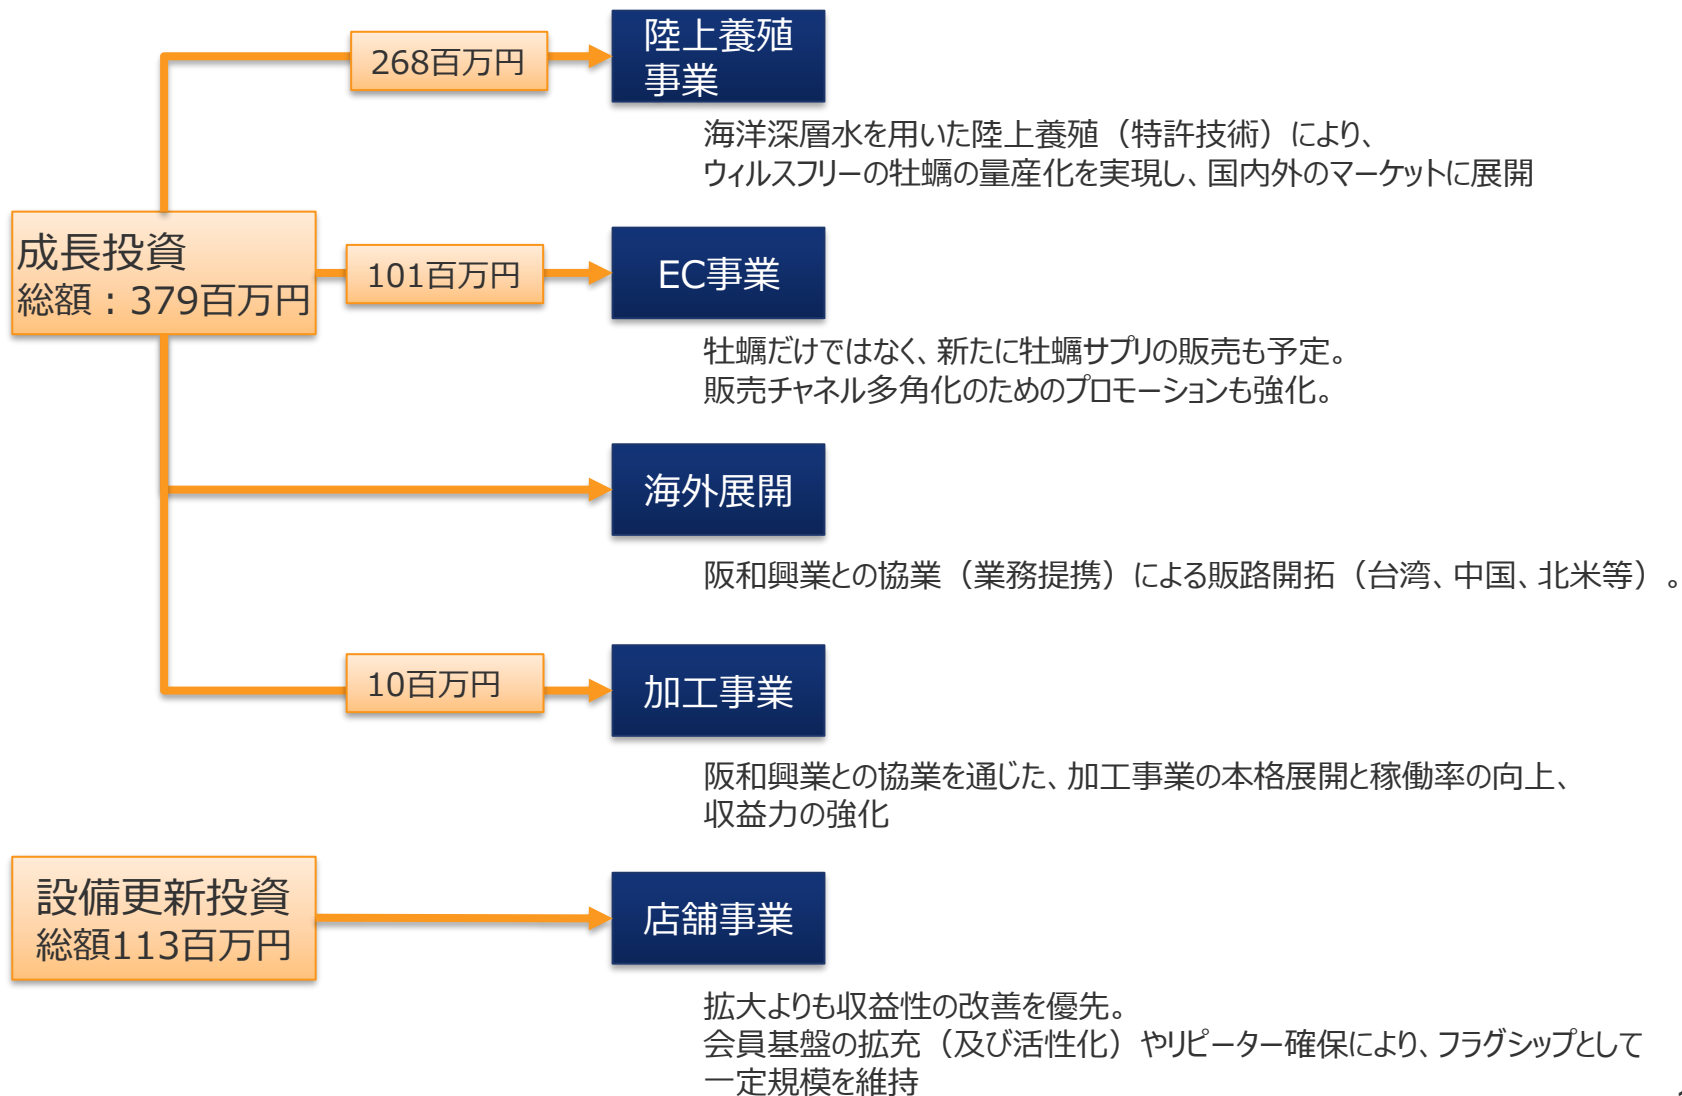 268百万円
陸上養殖
事業
海洋深層水を用いた陸上養殖（特許技術）により、
ウィルスフリーの牡蠣の量産化を実現し、国内外のマーケットに展開
成長投資
総額：379百万円
101百万円
EC事業
牡蠣だけではなく、新たに牡蠣サプリの販売も予定。
販売チャネル多角化のためのプロモーションも強化。
海外展開
阪和興業との協業（業務提携）による販路開拓（台湾、中国、北米等）。
10百万円
加工事業
阪和興業との協業を通じた、加工事業の本格展開と稼働率の向上、
収益力の強化
設備更新投資
総額113百万円
店舗事業
拡大よりも収益性の改善を優先。
会員基盤の拡充（及び活性化）やリピーター確保により、フラグシップとして
一定規模を維持